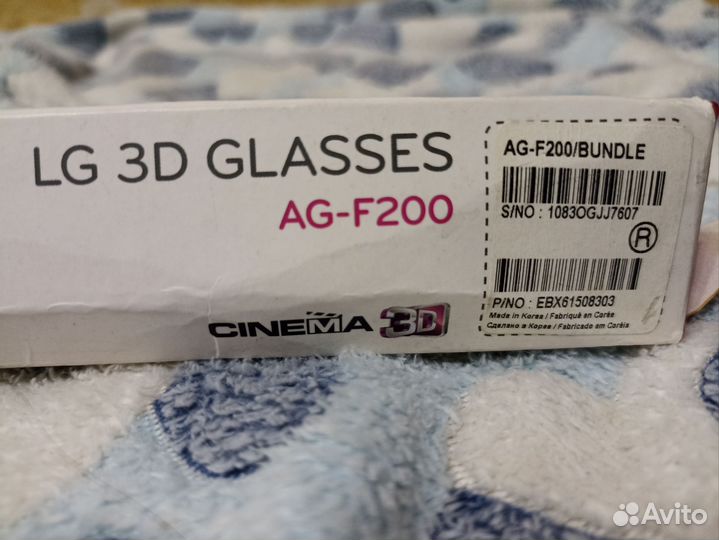 LG 3D GLASSES
AG-F200
CINEMA 3D
AG-F200/BUNDLE
S/NO : 1083OGJJ7607
R
P/NO : EBX61508303
Made in Korea / Fabriqué en Corée
Сделано в Корее / Fabricado em Coréia
Avito